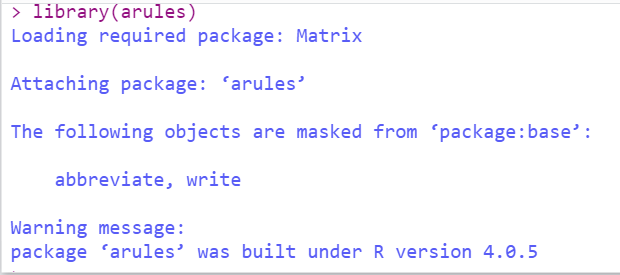 > library(arules)
Loading required package: Matrix
Attaching package: ‘arules’
The following objects are masked from ‘package:base’:
abbreviate, write
Warning message:
package ‘arules’ was built under R version 4.0.5